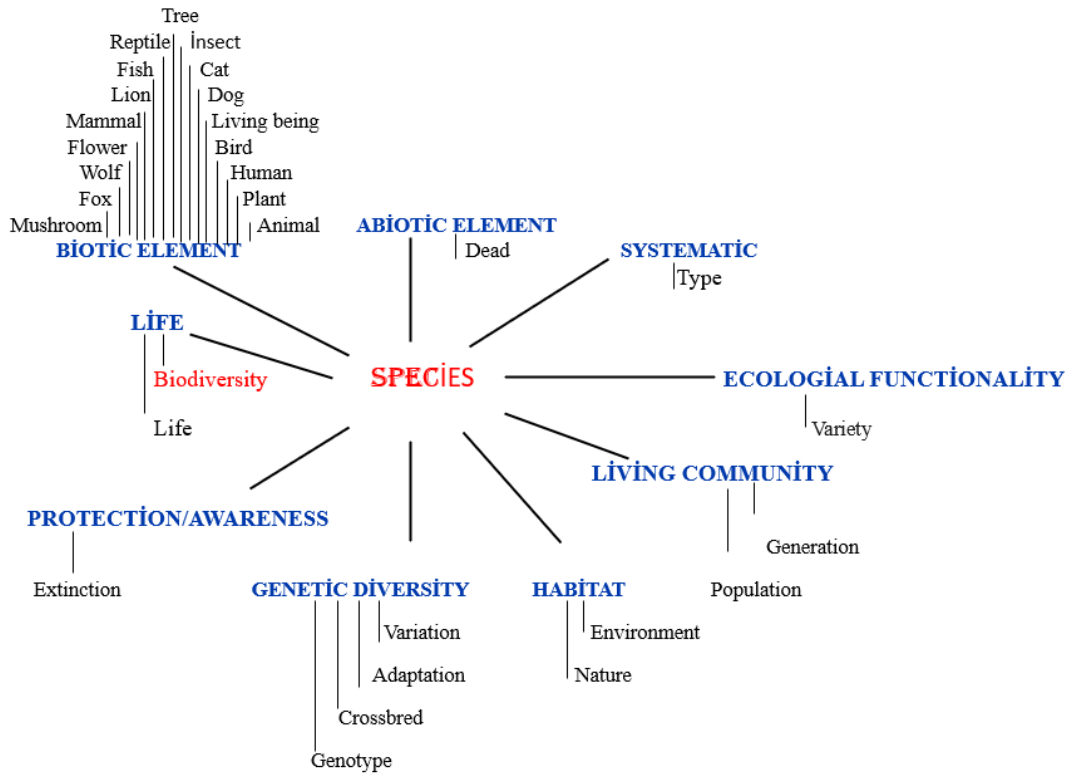 Tree
Reptile İnsect
Fish Cat
Lion Dog
Mammal Living being
Flower Bird
Wolf Human
Fox Plant
Mushroom Animal
BİOTİC ELEMENT
ABİOTİC ELEMENT
Dead
SYSTEMATİC
Type
LİFE
Biodiversity
Life
SPECİES
ECOLOGİAL FUNCTİONALİTY
Variety
LİVİNG COMMUNİTY
Generation
Population
PROTECTİON/AWARENESS
Extinction
GENETİC DİVERSİTY
Variation
Adaptation
Crossbred
Genotype
HABİTAT
Environment
Nature